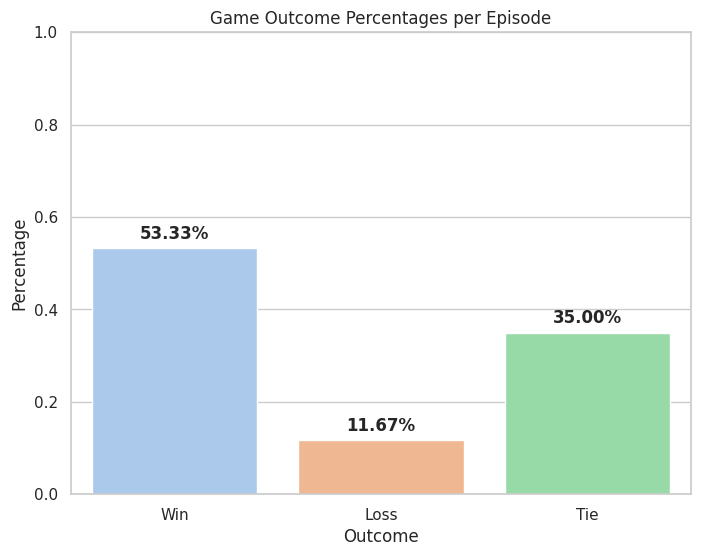 Game Outcome Percentages per Episode
1.0
0.8
0.6
0.4
0.2
0.0
Percentage
53.33%
11.67%
35.00%
Win
Loss
Tie
Outcome